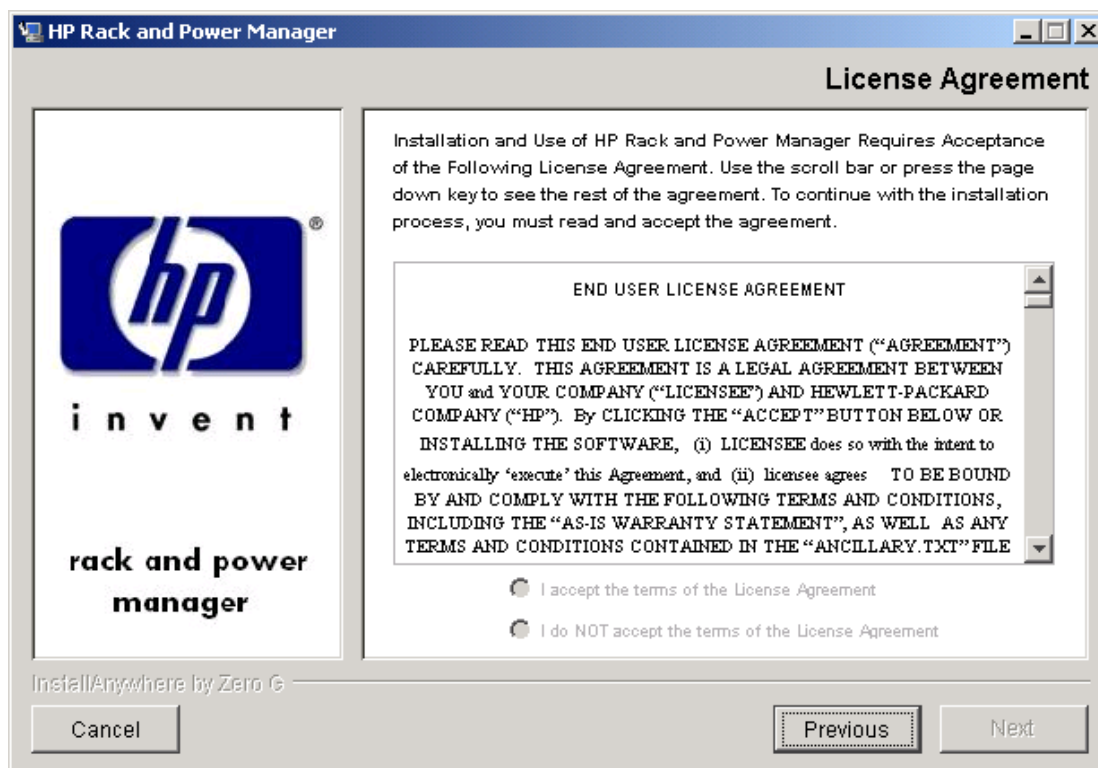 HP Rack and Power Manager
License Agreement
hp
®
invent
rack and power
manager
Installation and Use of HP Rack and Power Manager Requires Acceptance
of the Following License Agreement. Use the scroll bar or press the page
down key to see the rest of the agreement. To continue with the installation
process, you must read and accept the agreement.
END USER LICENSE AGREEMENT
PLEASE READ THIS END USER LICENSE AGREEMENT (“AGREEMENT”)
CAREFULLY. THIS AGREEMENT IS A LEGAL AGREEMENT BETWEEN
YOU and YOUR COMPANY (“LICENSEE”) AND HEWLETT-PACKARD
COMPANY (“HP”). By CLICKING THE “ACCEPT” BUTTON BELOW OR
INSTALLING THE SOFTWARE, (i) LICENSEE does so with the intent to
electronically ‘execute’ this Agreement, and (ii) licensee agrees TO BE BOUND
BY AND COMPLY WITH THE FOLLOWING TERMS AND CONDITIONS,
INCLUDING THE “AS-IS WARRANTY STATEMENT”, AS WELL AS ANY
TERMS AND CONDITIONS CONTAINED IN THE “ANCILLARY.TXT” FILE
I accept the terms of the License Agreement
I do NOT accept the terms of the License Agreement
InstallAnywhere by Zero G
Cancel
Previous
Next